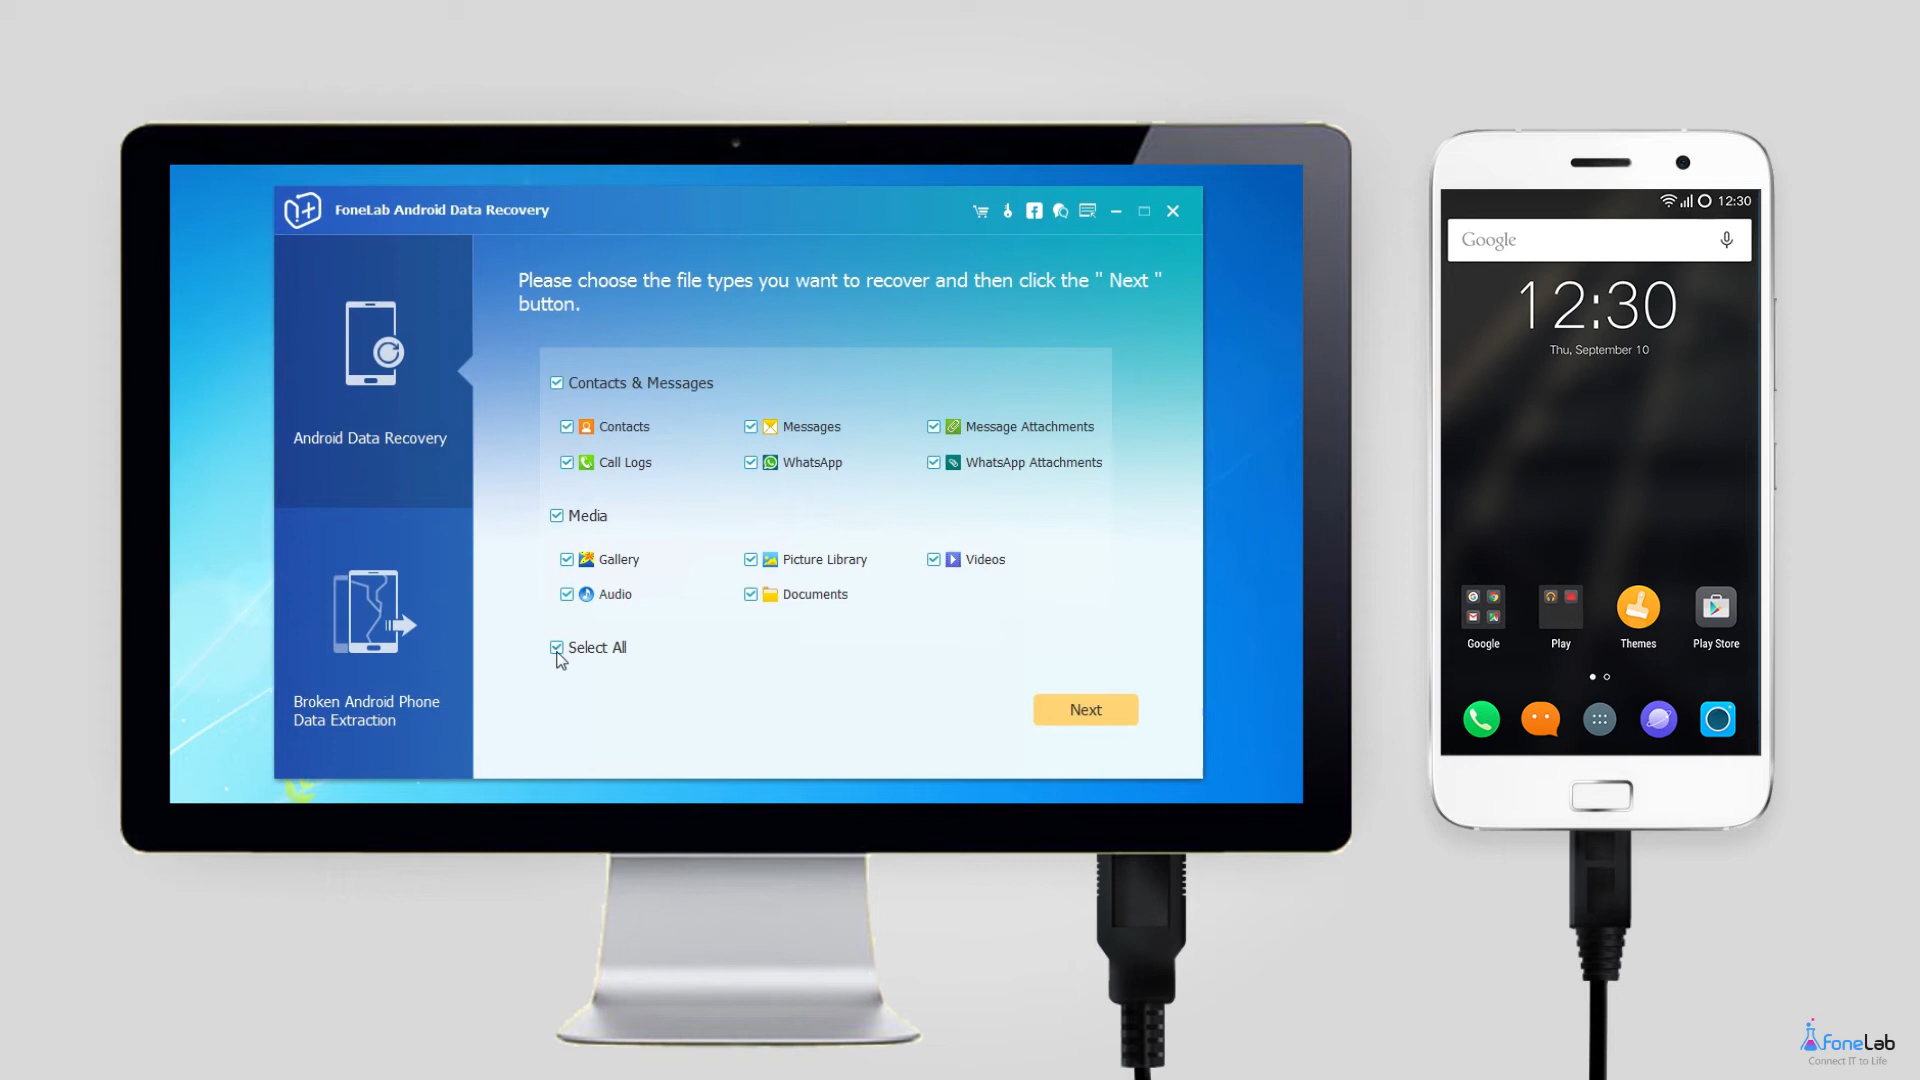 FoneLab Android Data Recovery
Please choose the file types you want to recover and then click the " Next "
button.
Contacts & Messages
Contacts
Messages
Message Attachments
Call Logs
WhatsApp
WhatsApp Attachments
Media
Gallery
Picture Library
Videos
Audio
Documents
Select All
Next
Android Data Recovery
Broken Android Phone
Data Extraction
12:30
Google
12:30
Thu, September 10
Google
Play
Themes
Play Store
FoneLab
Connect IT to Life